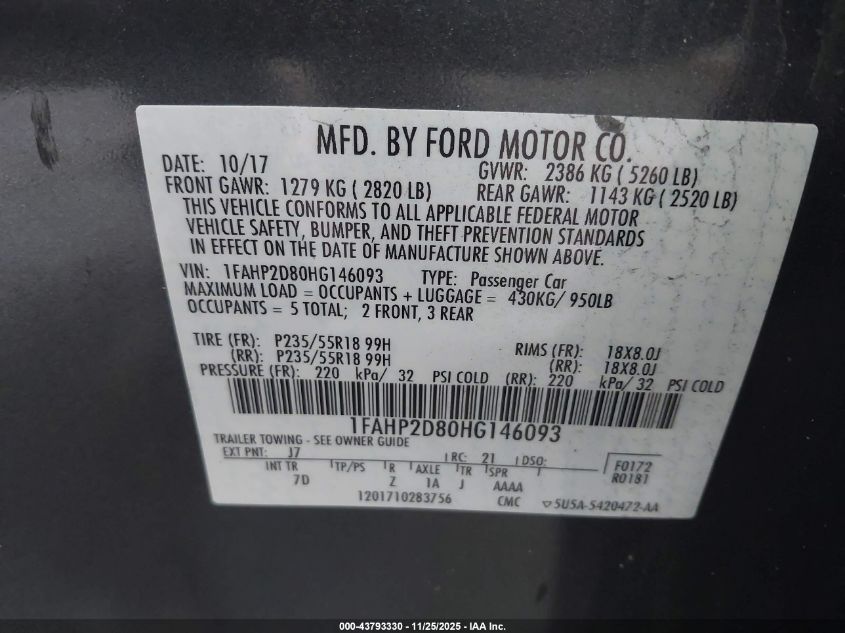 MFD. BY FORD MOTOR CO.
DATE: 10/17 GVWR: 2386 KG ( 5260 LB)
FRONT GAWR: 1279 KG ( 2820 LB) REAR GAWR: 1143 KG ( 2520 LB)
THIS VEHICLE CONFORMS TO ALL APPLICABLE FEDERAL MOTOR
VEHICLE SAFETY, BUMPER, AND THEFT PREVENTION STANDARDS
IN EFFECT ON THE DATE OF MANUFACTURE SHOWN ABOVE.
VIN: 1FAHP2D80HG146093 TYPE: Passenger Car
MAXIMUM LOAD = OCCUPANTS + LUGGAGE = 430KG/ 950LB
OCCUPANTS = 5 TOTAL; 2 FRONT, 3 REAR
TIRE (FR): P235/55R18 99H RIMS (FR): 18X8.0J
(RR): P235/55R18 99H (RR): 18X8.0J
PRESSURE (FR): 220 kPa/ 32 PSI COLD (RR): 220 kPa/ 32 PSI COLD
1FAHP2D80HG146093
TRAILER TOWING - SEE OWNER GUIDE
EXT PNT: J7 RC: 21 DSO: F0172
INT TR TP/PS R AXLE TR SPR R0181
7D Z 1A J AAAA
1201710283756 CMC 5U5A-5420472-AA
000-43793330 - 11/25/2025 - IAA Inc.